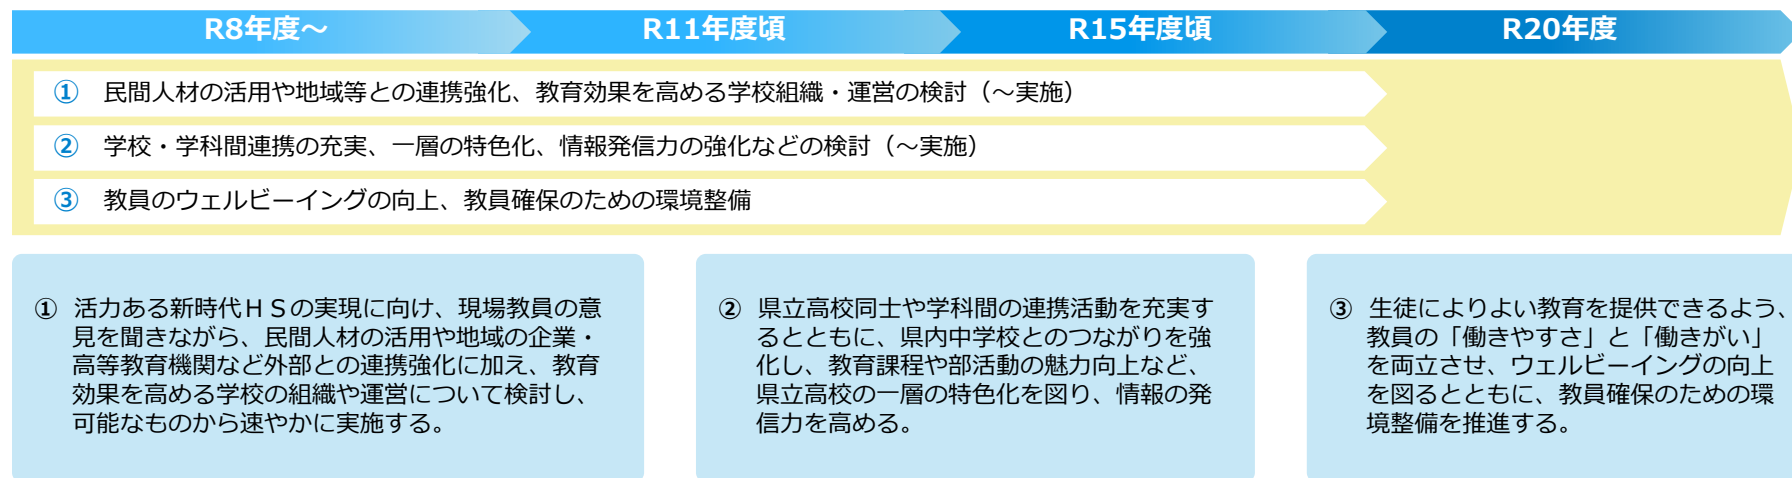 R8年度～
R11年度頃
R15年度頃
R20年度
① 民間人材の活用や地域等との連携強化、教育効果を高める学校組織・運営の検討（～実施）
② 学校・学科間連携の充実、一層の特色化、情報発信力の強化などの検討（～実施）
③ 教員のウェルビーイングの向上、教員確保のための環境整備
① 活力ある新時代ＨＳの実現に向け、現場教員の意
見を聞きながら、民間人材の活用や地域の企業・
高等教育機関など外部との連携強化に加え、教育
効果を高める学校の組織や運営について検討し、
可能なものから速やかに実施する。
② 県立高校同士や学科間の連携活動を充実す
るとともに、県内中学校とのつながりを強
化し、教育課程や部活動の魅力向上など、
県立高校の一層の特色化を図り、情報の発
信力を高める。
③ 生徒によりよい教育を提供できるよう、
教員の「働きやすさ」と「働きがい」
を両立させ、ウェルビーイングの向上
を図るとともに、教員確保のための環
境整備を推進する。